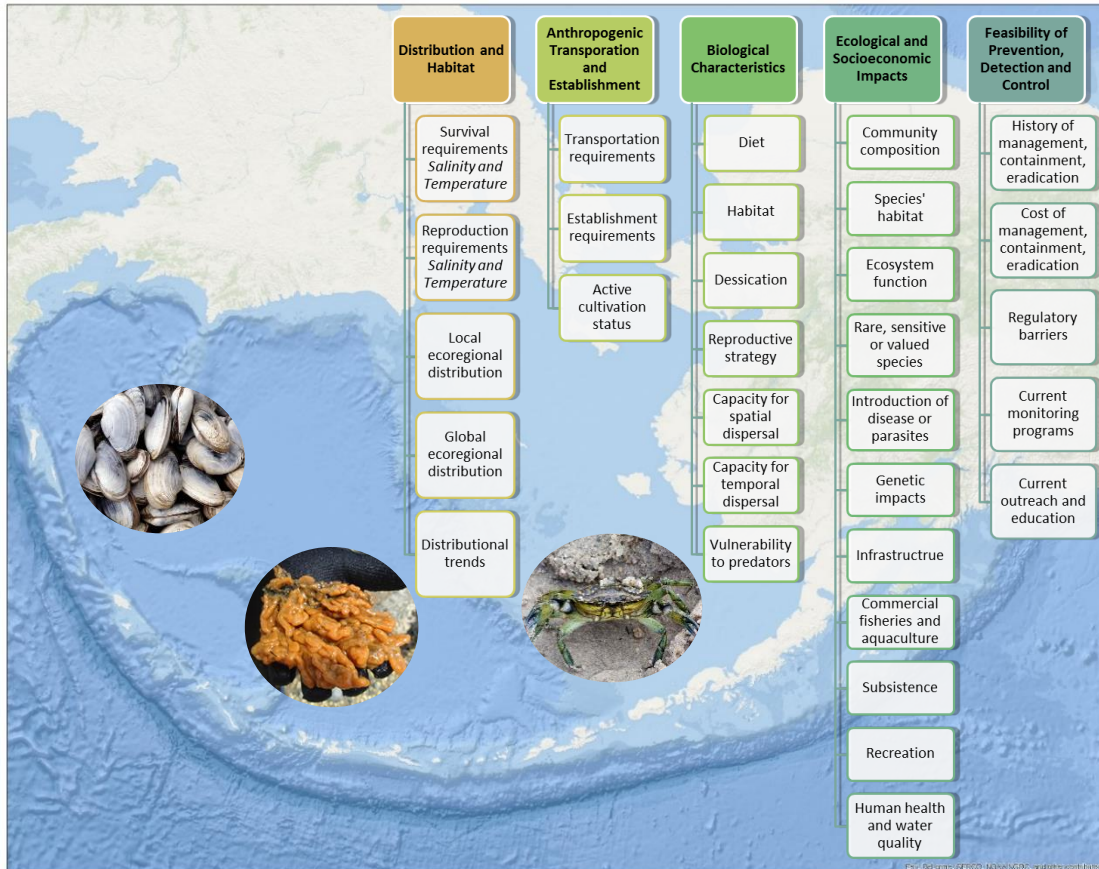 Distribution and
Habitat
Survival
requirements
Salinity and
Temperature
Reproduction
requirements
Salinity and
Temperature
Local
ecoregional
distribution
Global
ecoregional
distribution
Distributional
trends
Anthropogenic
Transporation
and
Establishment
Transportation
requirements
Establishment
requirements
Active
cultivation
status
Biological
Characteristics
Diet
Habitat
Dessication
Reproductive
strategy
Capacity for
spatial
dispersal
Capacity for
temporal
dispersal
Vulnerability
to predators
Ecological and
Socioeconomic
Impacts
Community
composition
Species'
habitat
Ecosystem
function
Rare, sensitive
or valued
species
Introduction of
disease or
parasites
Genetic
impacts
Infrastructrue
Commercial
fisheries and
aquaculture
Subsistence
Recreation
Human health
and water
quality
Feasibility of
Prevention,
Detection and
Control
History of
management,
containment,
eradication
Cost of
management,
containment,
eradication
Regulatory
barriers
Current
monitoring
programs
Current
outreach and
education